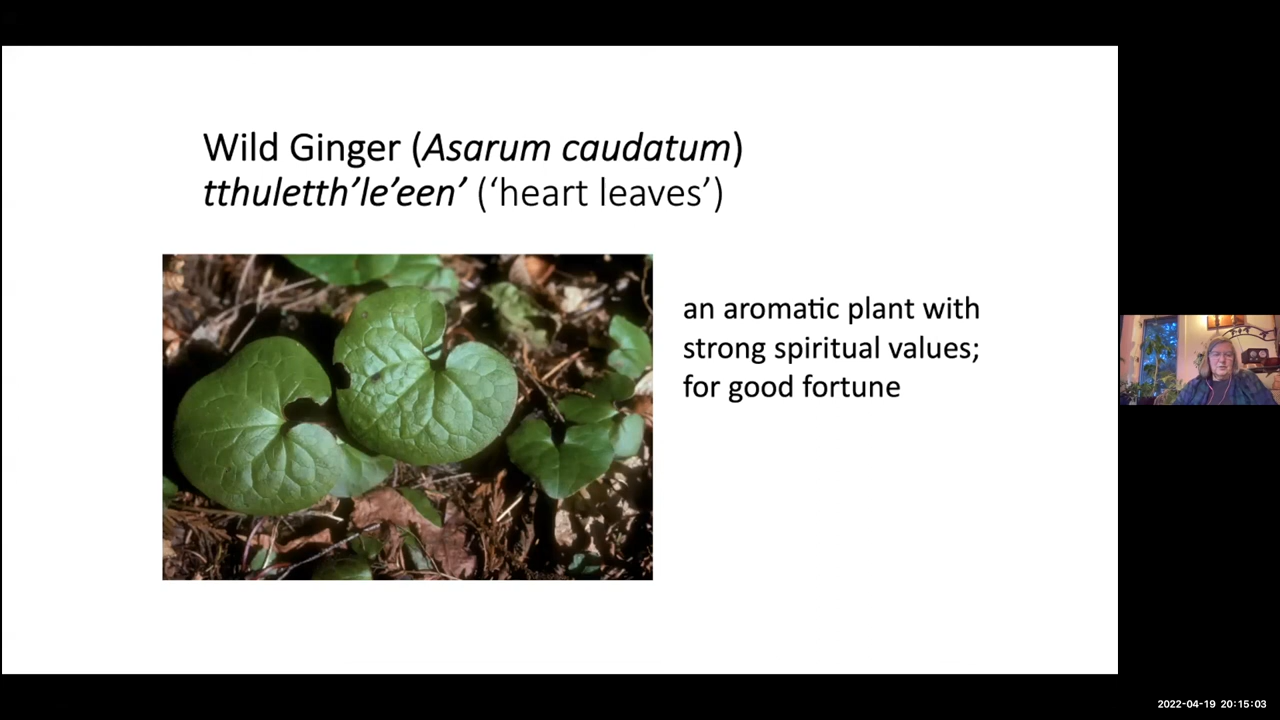 Wild Ginger (Asarum caudatum)
tthuletth’le’een’ (‘heart leaves’)
an aromatic plant with
strong spiritual values;
for good fortune
2022-04-19 20:15:03